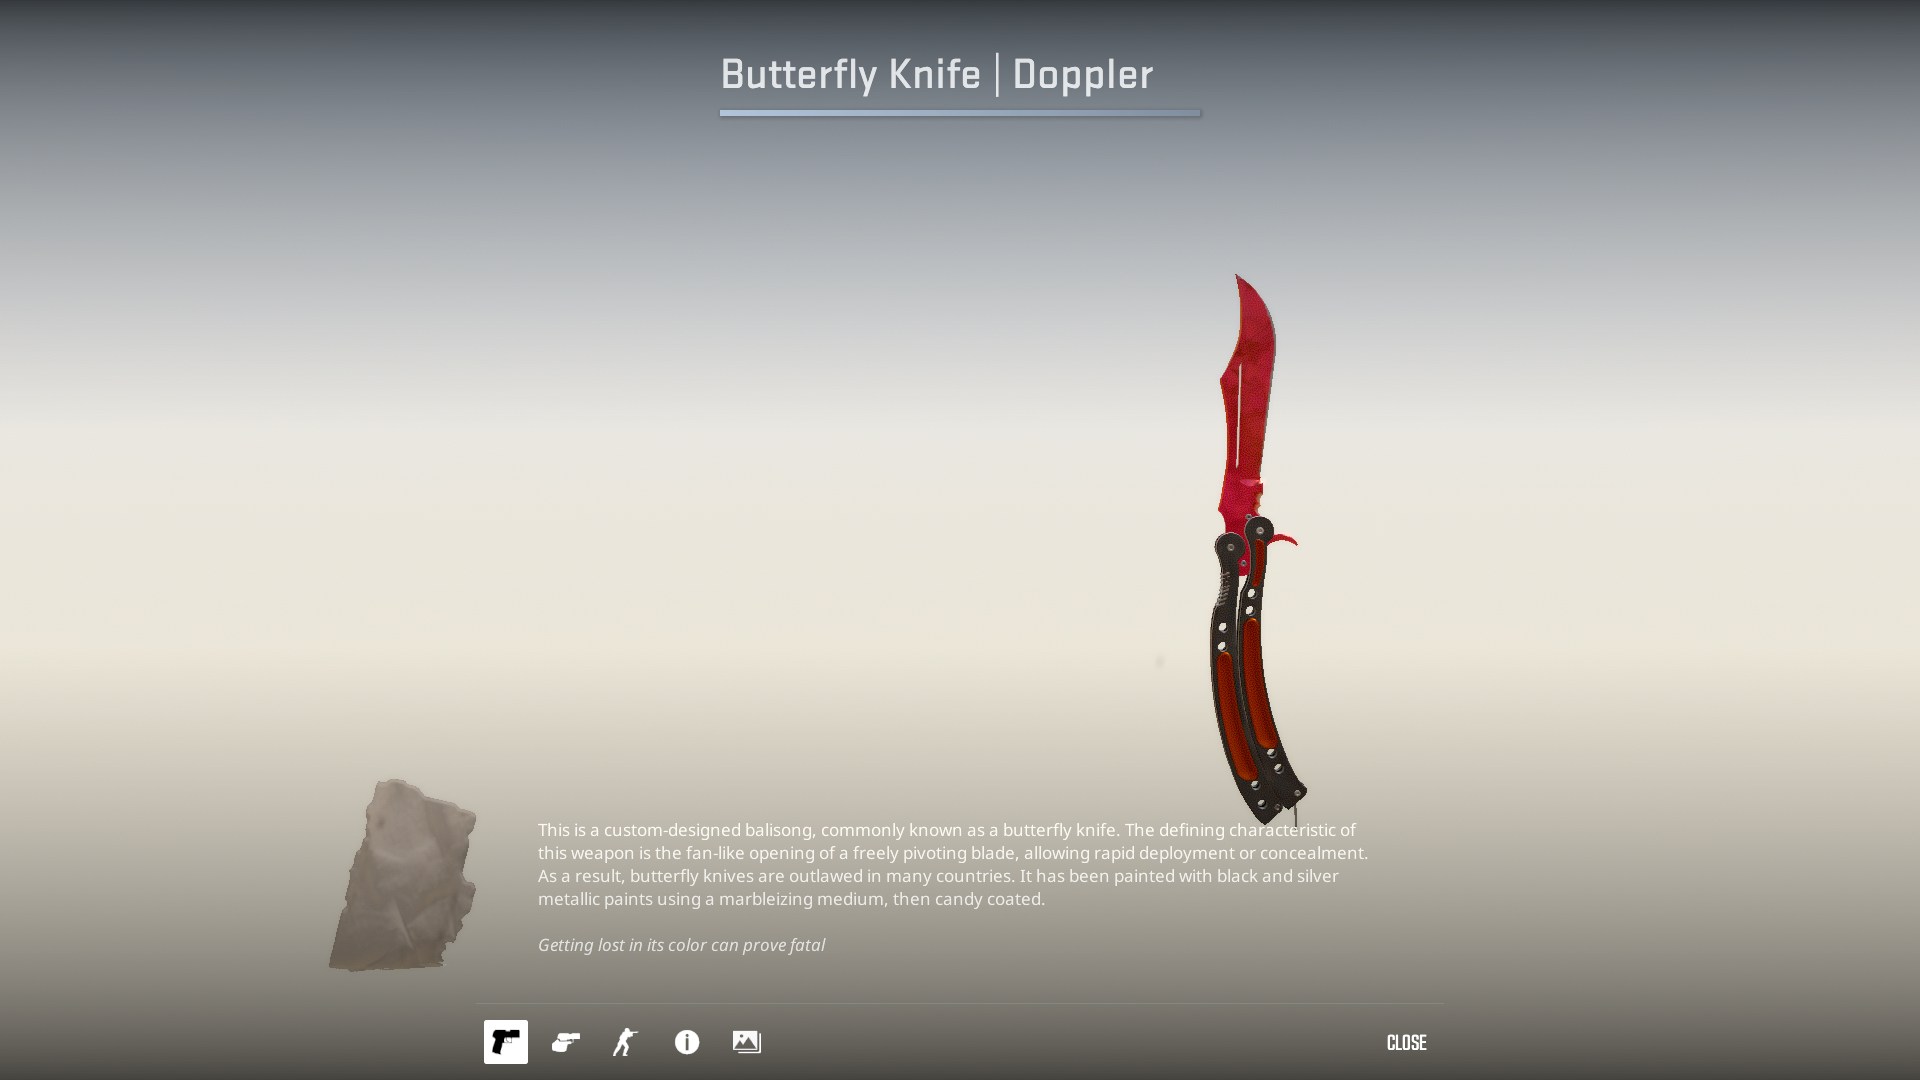 Butterfly Knife | Doppler
This is a custom-designed balisong, commonly known as a butterfly knife. The defining characteristic of
this weapon is the fan-like opening of a freely pivoting blade, allowing rapid deployment or concealment.
As a result, butterfly knives are outlawed in many countries. It has been painted with black and silver
metallic paints using a marbleizing medium, then candy coated.
Getting lost in its color can prove fatal
CLOSE